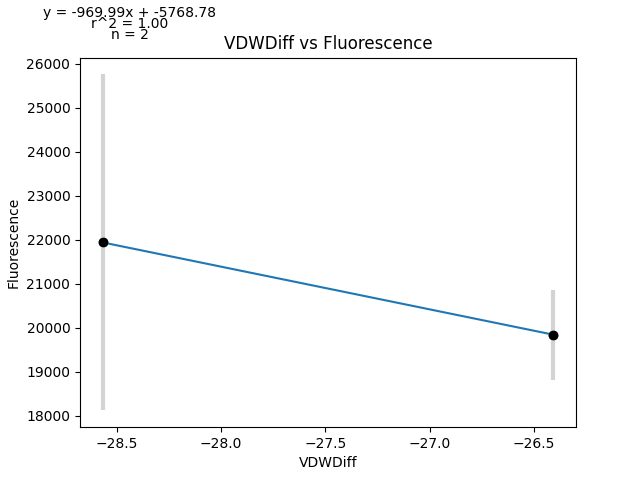 y = -969.99x + -5768.78
r^2 = 1.00
n = 2
VDWDiff vs Fluorescence
26000
25000
24000
23000
22000
21000
20000
19000
18000
Fluorescence
−28.5 −28.0 −27.5 −27.0 −26.5
VDWDiff